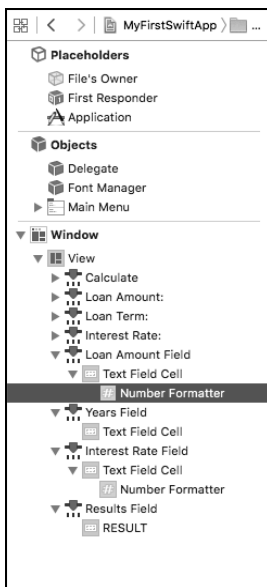 MyFirstSwiftApp ...
Placeholders
File's Owner
First Responder
Application
Objects
Delegate
Font Manager
Main Menu
Window
View
Calculate
Loan Amount:
Loan Term:
Interest Rate:
Loan Amount Field
Text Field Cell
# Number Formatter
Years Field
Text Field Cell
Interest Rate Field
Text Field Cell
# Number Formatter
Results Field
RESULT